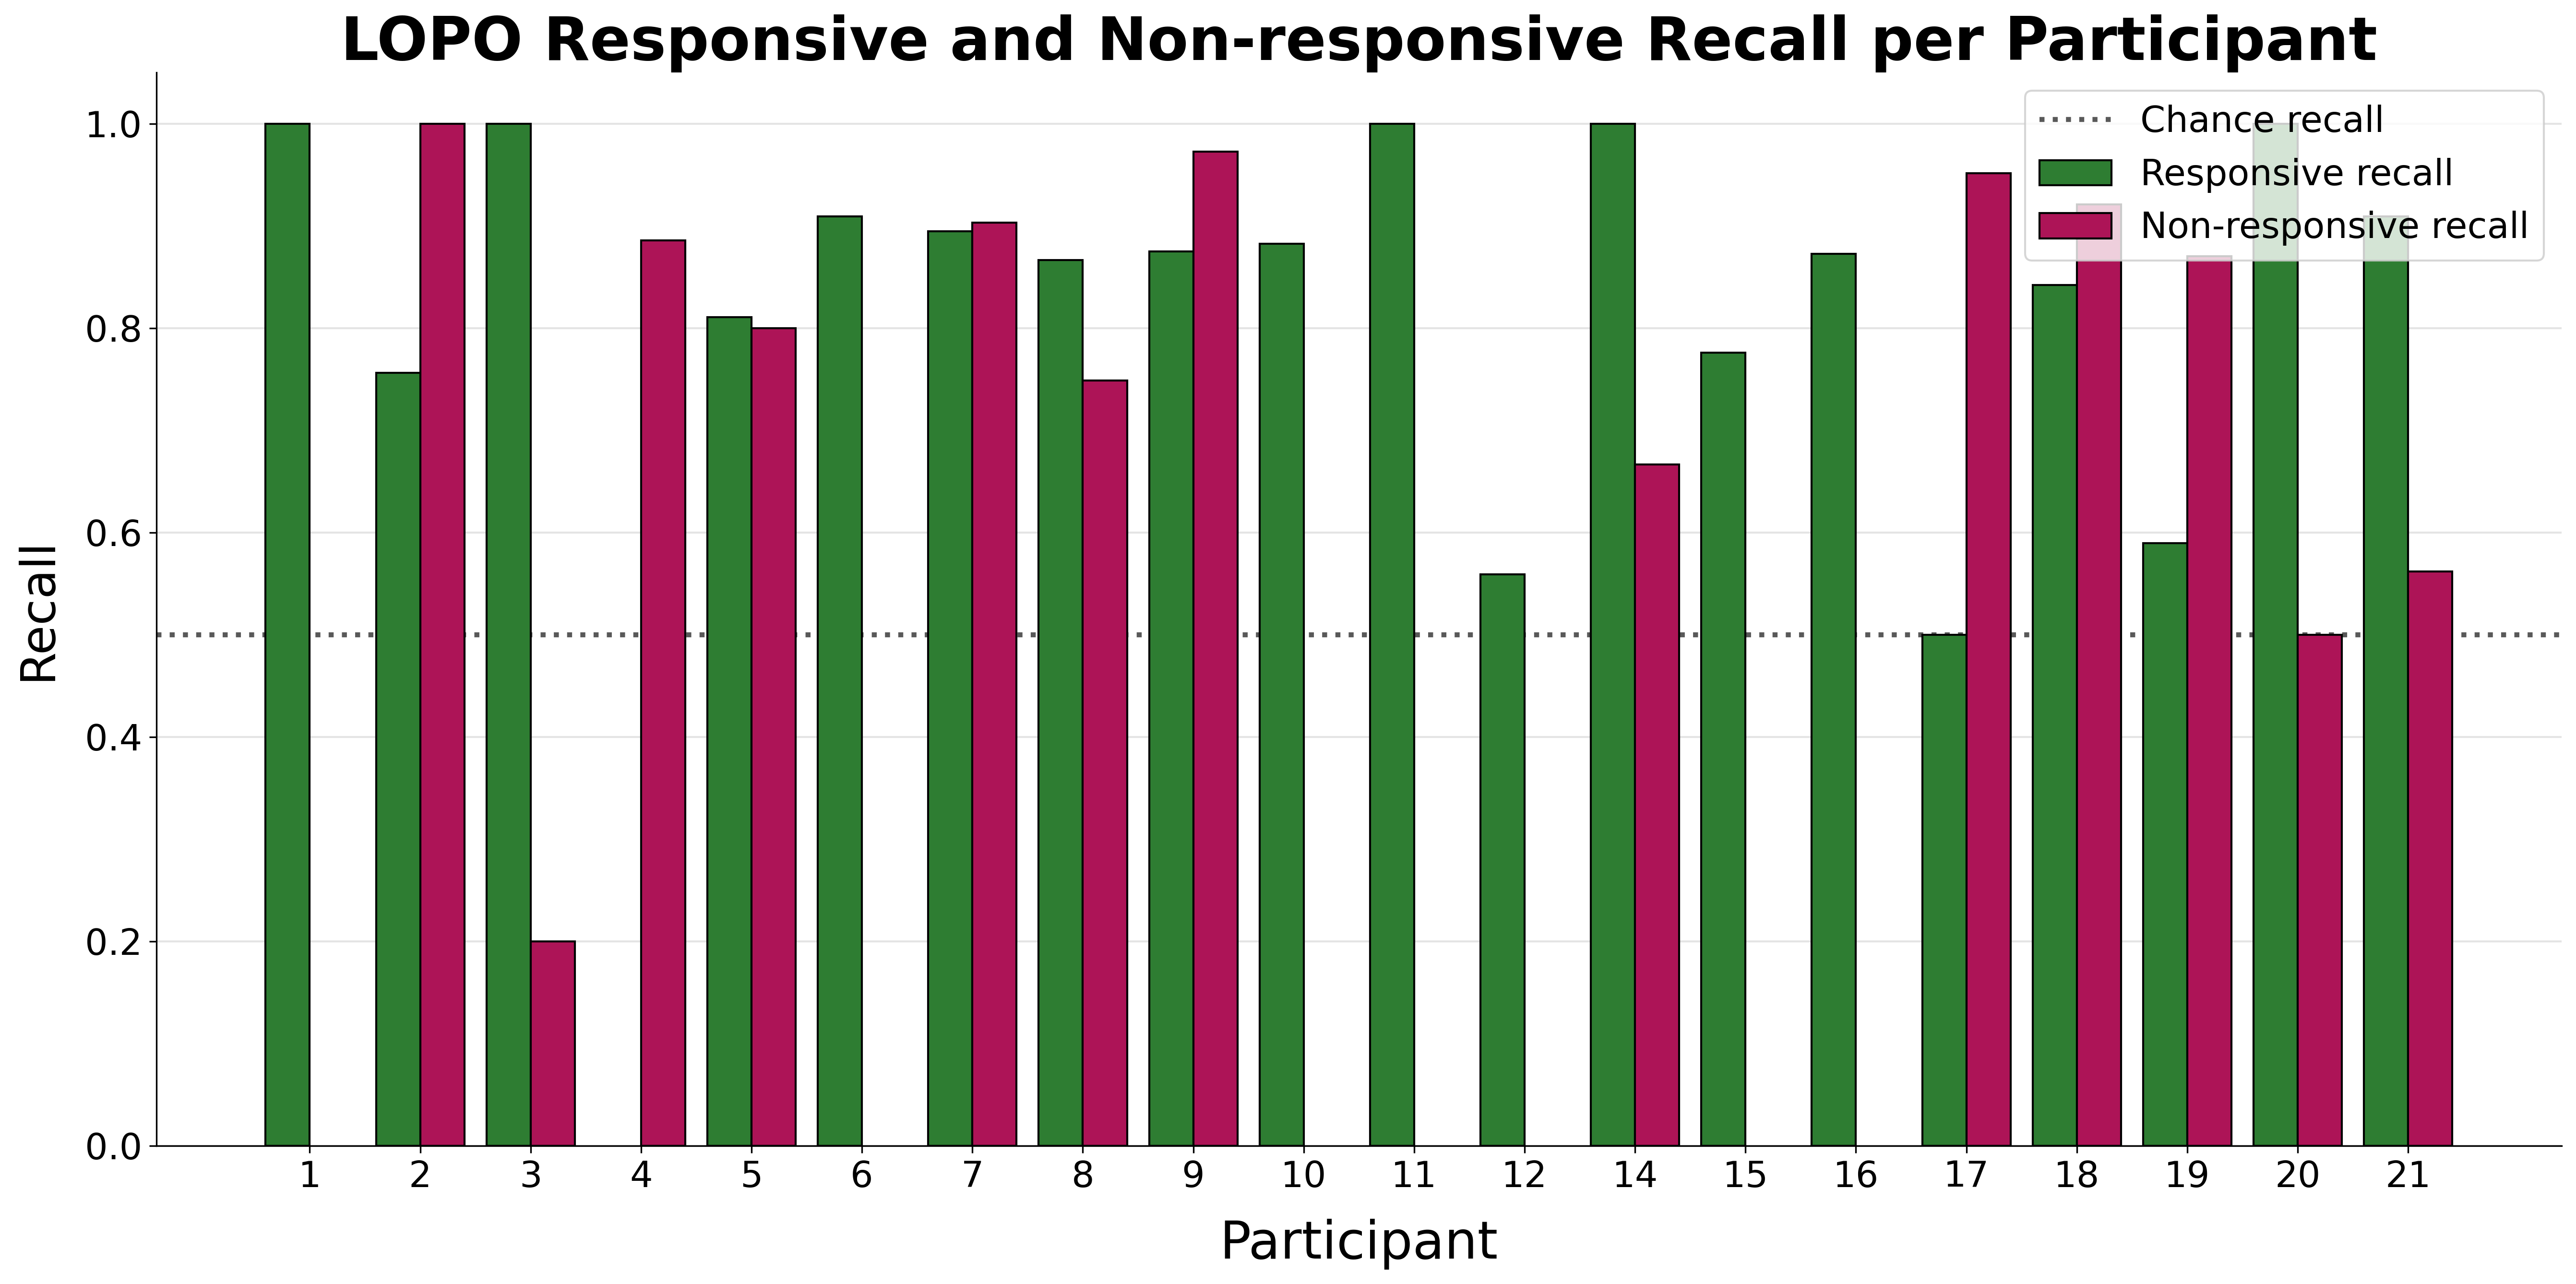 LOPO Responsive and Non-responsive Recall per Participant
Chance recall
Responsive recall
Non-responsive recall
1.0
0.8
0.6
0.4
0.2
0.0
Recall
1 2 3 4 5 6 7 8 9 10 11 12 14 15 16 17 18 19 20 21
Participant